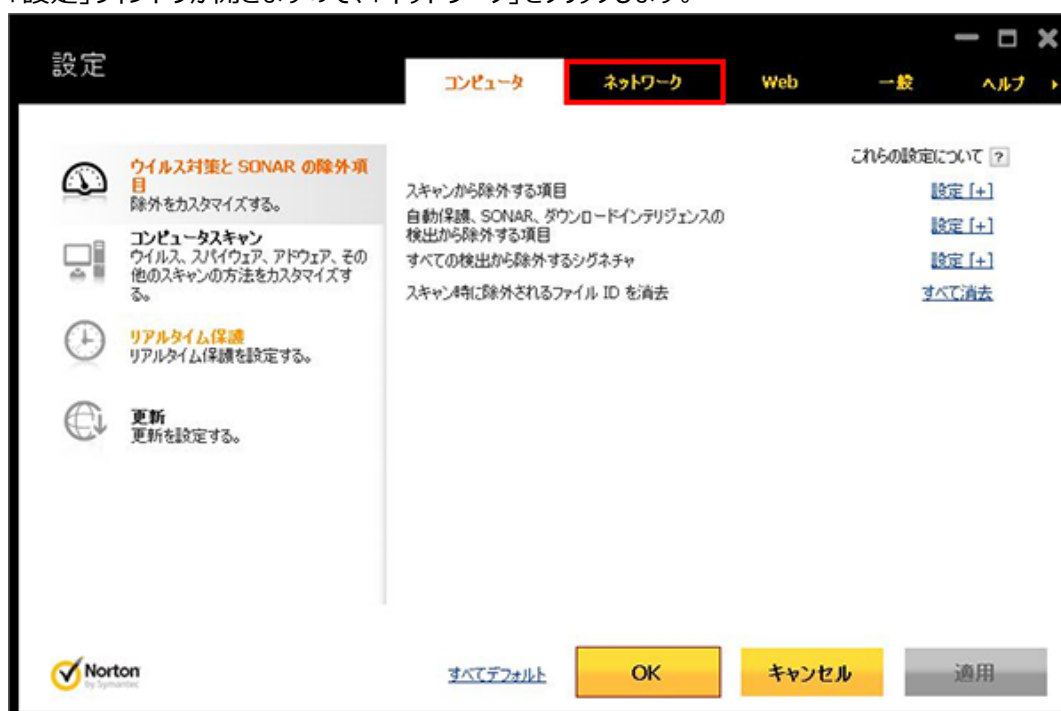 設定
コンピュータ
ネットワーク
Web
一般
ヘルプ
これらの設定について ?
ウイルス対策と SONAR の除外項
目
除外をカスタマイズする。
コンピュータスキャン
ウイルス、スパイウェア、アドウェア、その
他のスキャンの方法をカスタマイズす
る。
リアルタイム保護
リアルタイム保護を設定する。
更新
更新を設定する。
スキャンから除外する項目
設定 [+]
自動保護、SONAR、ダウンロードインテリジェンスの
検出から除外する項目
設定 [+]
すべての検出から除外するシグネチャ
設定 [+]
スキャン時に除外されるファイル ID を消去
すべて消去
Norton
by Symantec
すべてデフォルト
OK
キャンセル
適用